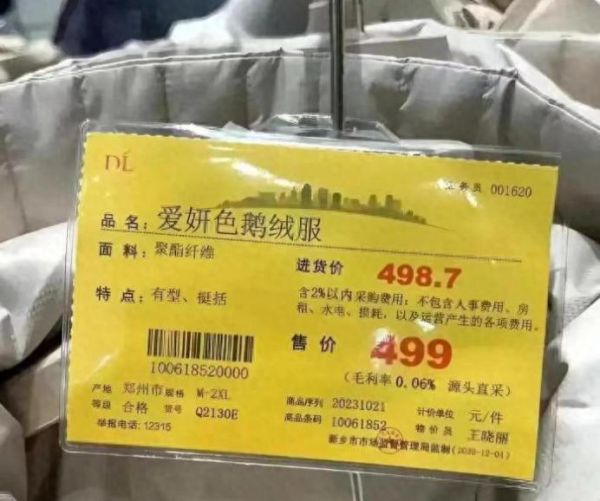 DL
务员 001620
品名: 爱妍色鹅绒服
面料: 聚酯纤维
进货价 498.7
含2%以内采购费用; 不包含人事费用、房
租、水电、损耗, 以及运营产生的各项费用。
特点: 有型、挺括
售价 499
(毛利率 0.06% 源头直采)
100618520000
产地 郑州市 规格 M-2XL
等级 合格 货号 Q2130E
举报电话: 12315
商品序列 20231021 计价单位 元/件
商品条码 10061852 物价员 王晓丽
新乡市市场监督管理局监制 (2020-12-01)